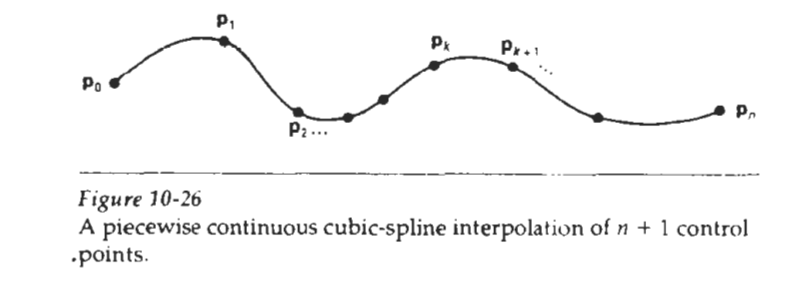 p₁
pₖ pₖ₊₁ ...
p₀
pₙ
p₂...
Figure 10-26
A piecewise continuous cubic-spline interpolation of n + 1 control
.points.